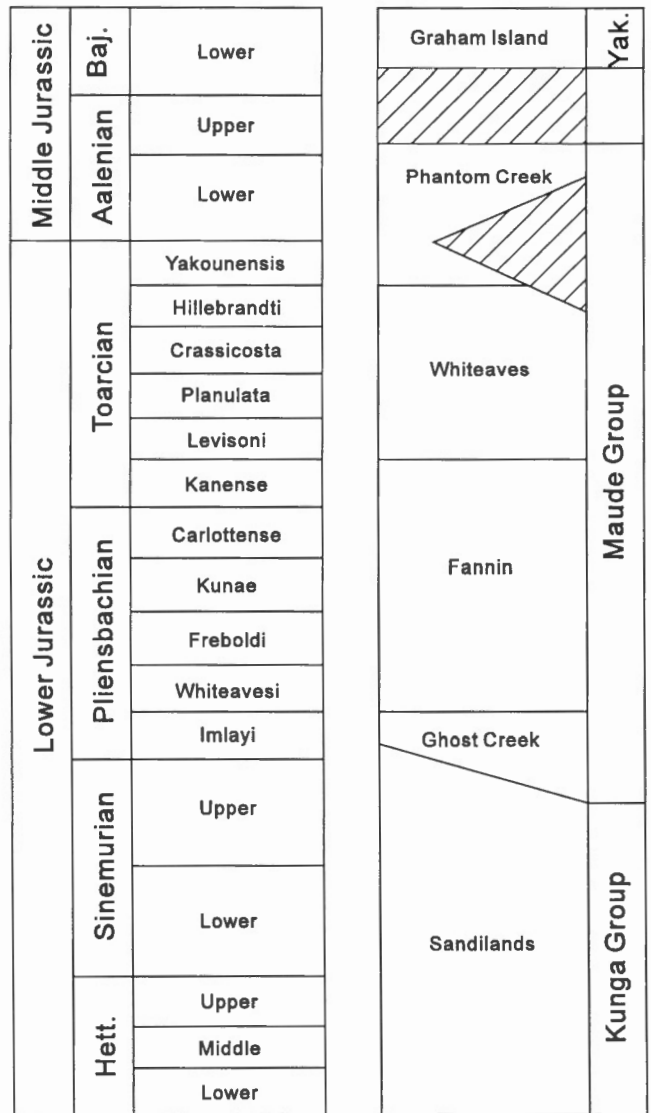 Middle Jurassic
Lower Jurassic
Baj.
Aalenian
Toarcian
Pliensbachian
Sinemurian
Hett.
Lower
Upper
Lower
Yakounensis
Hillebrandti
Crassicosta
Planulata
Levisoni
Kanense
Carlottense
Kunae
Freboldi
Whiteavesi
Imlayi
Upper
Lower
Upper
Middle
Lower
Graham Island
Phantom Creek
Whiteaves
Fannin
Ghost Creek
Sandilands
Yak.
Maude Group
Kunga Group